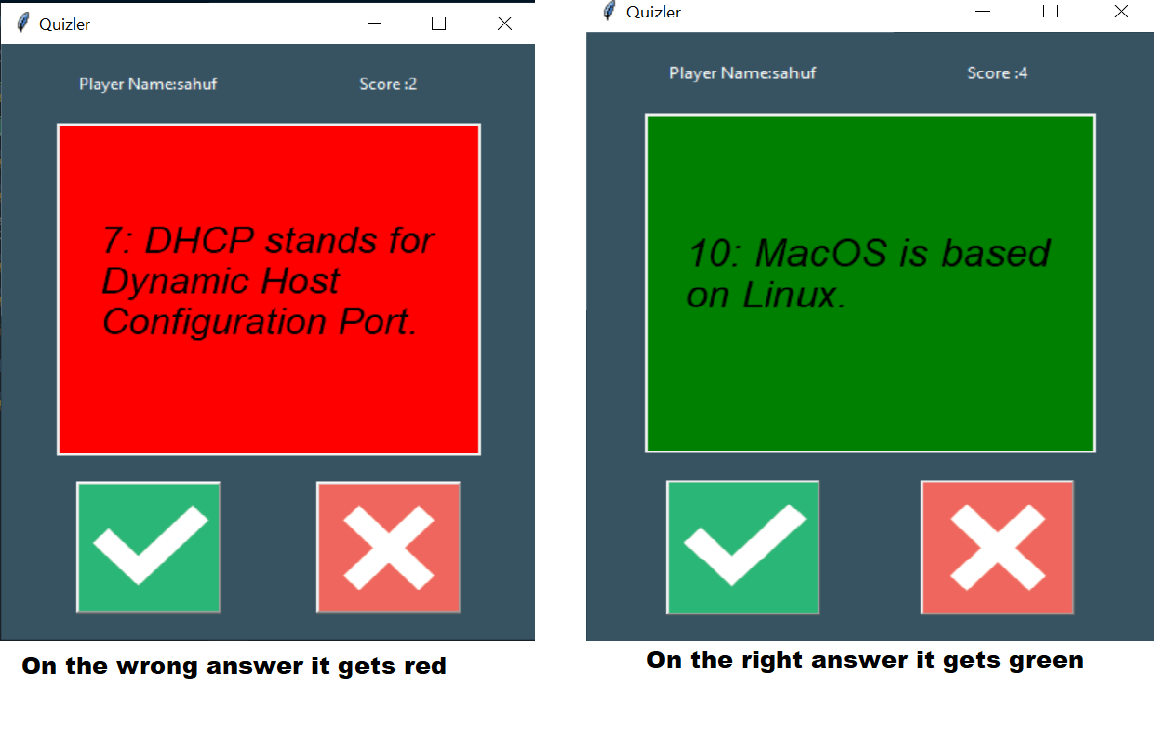 Quizler
Player Name:sahuf Score :2
7: DHCP stands for
Dynamic Host
Configuration Port.
On the wrong answer it gets red
Quizler
Player Name:sahuf Score :4
10: MacOS is based
on Linux.
On the right answer it gets green